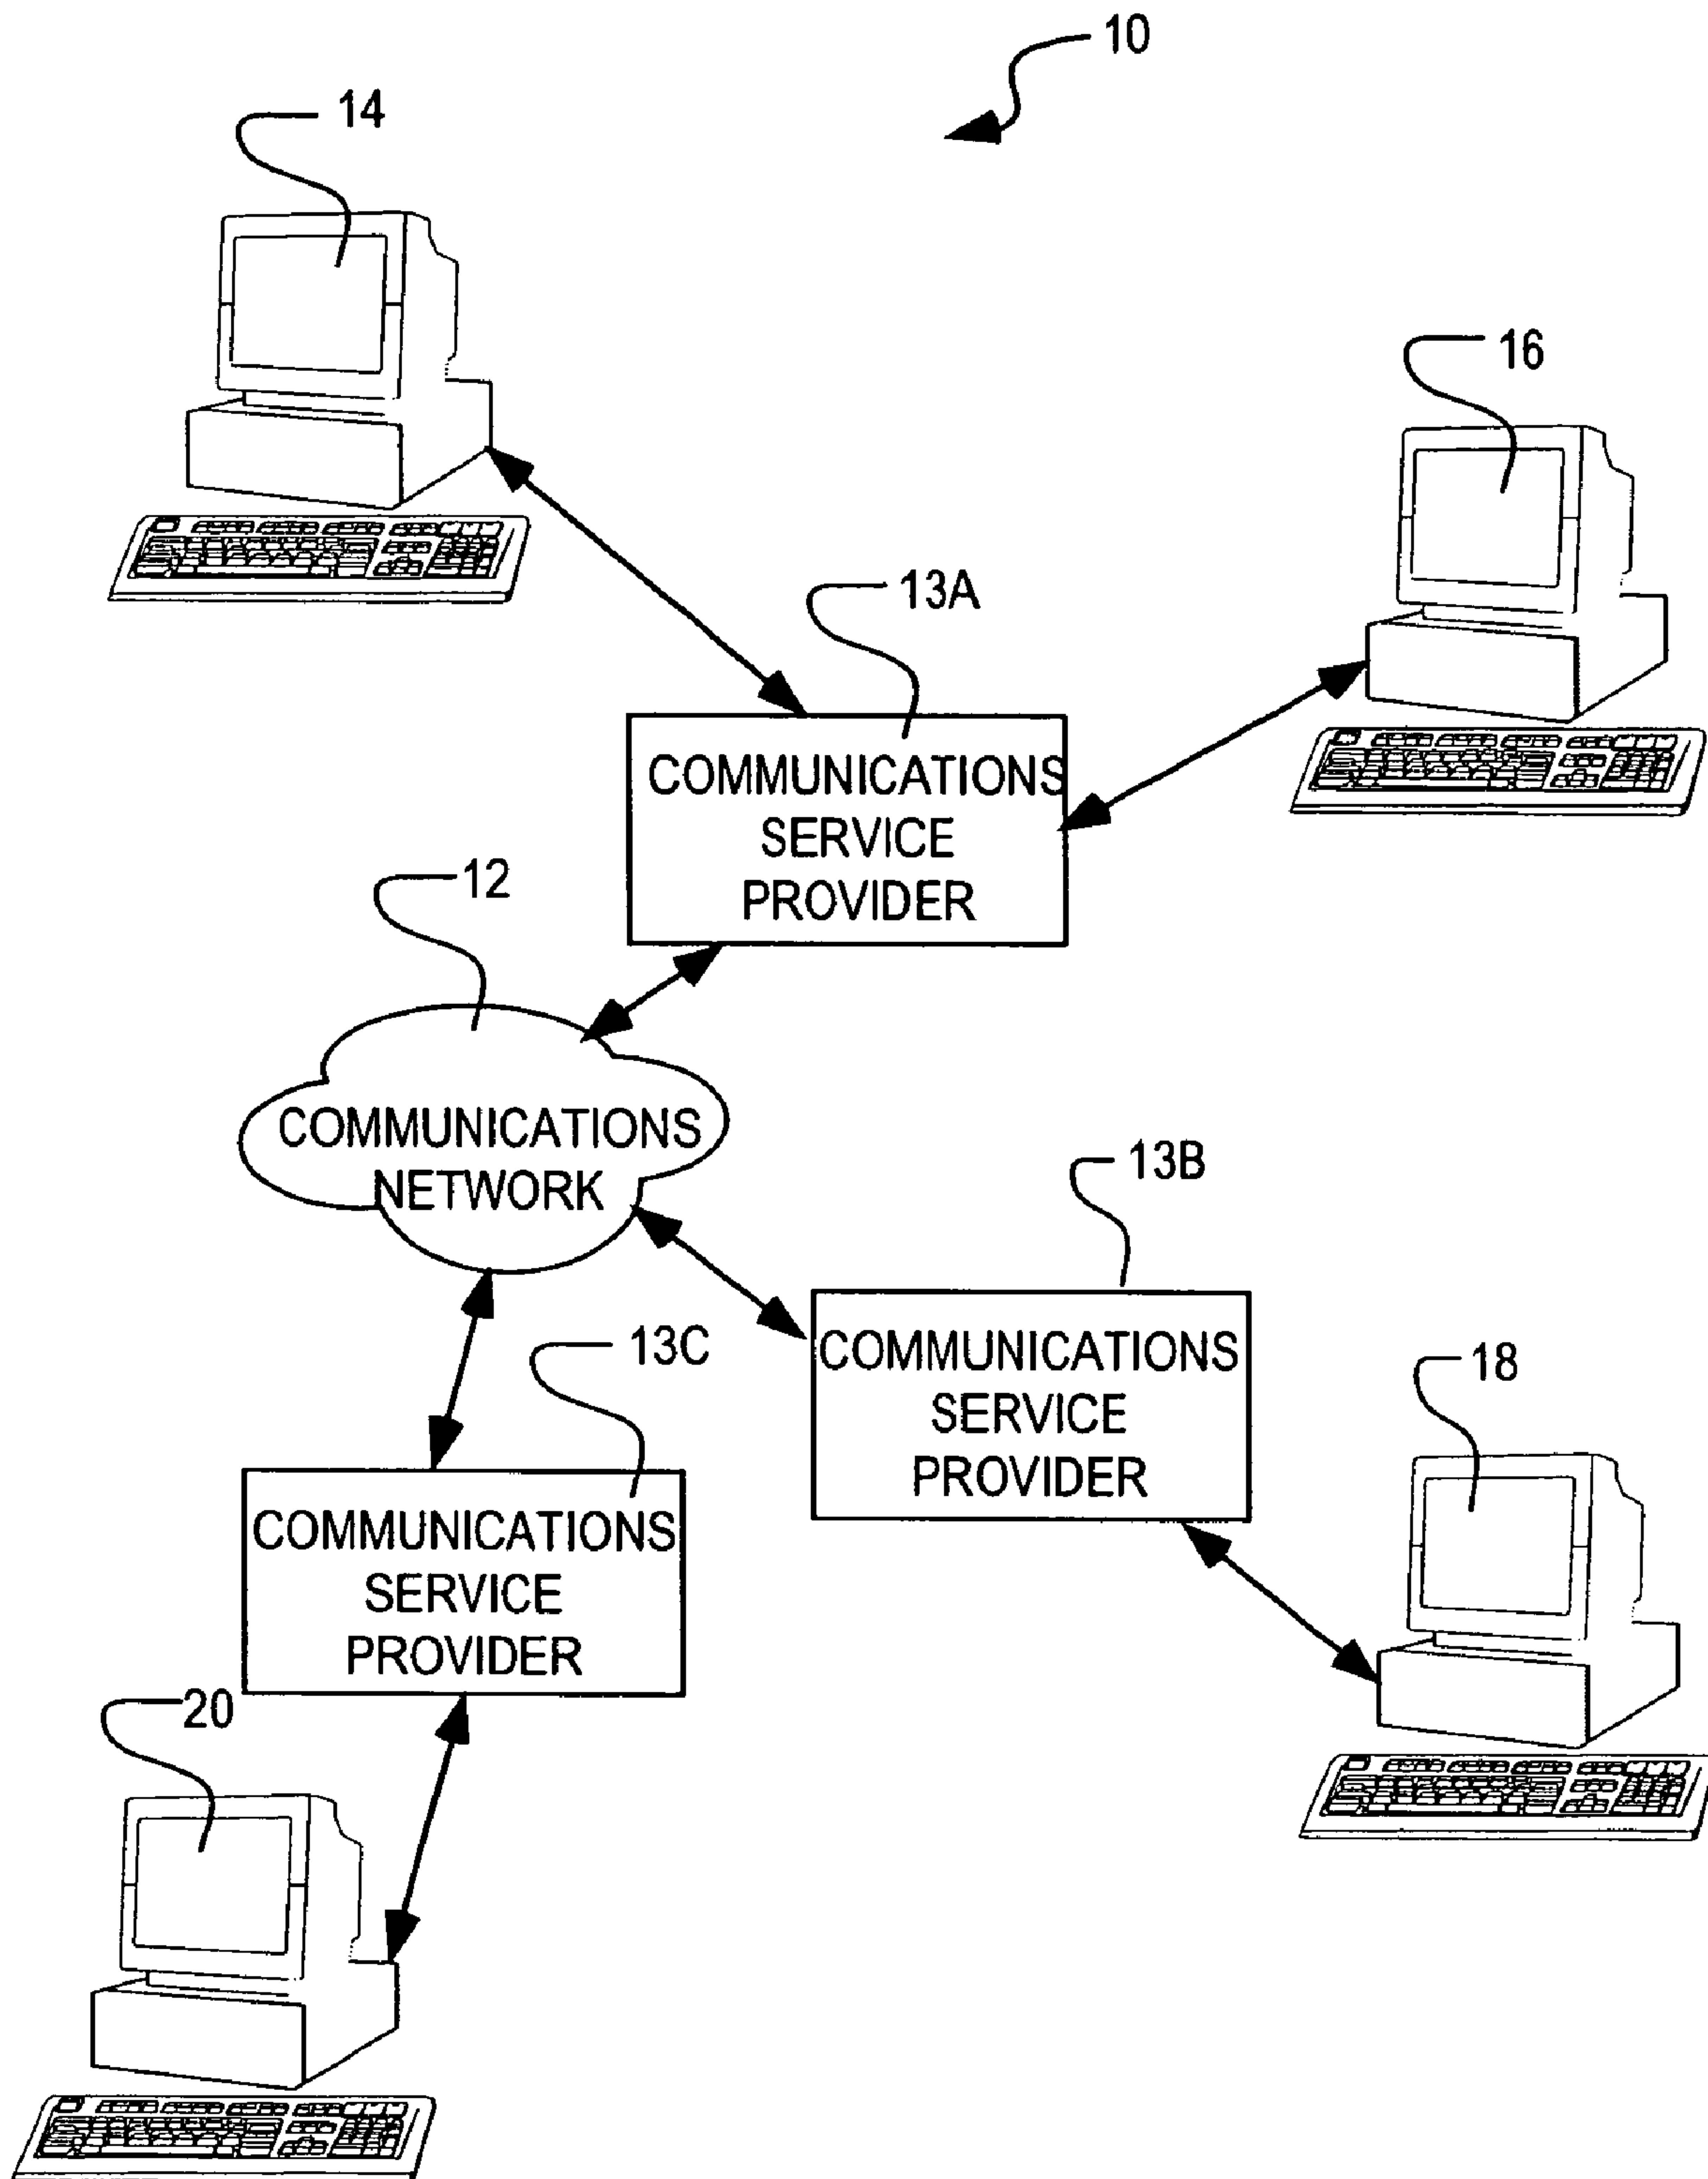 10
14
16
13A
COMMUNICATIONS
SERVICE
PROVIDER
12
COMMUNICATIONS
NETWORK
13B
COMMUNICATIONS
SERVICE
PROVIDER
13C
COMMUNICATIONS
SERVICE
PROVIDER
18
20